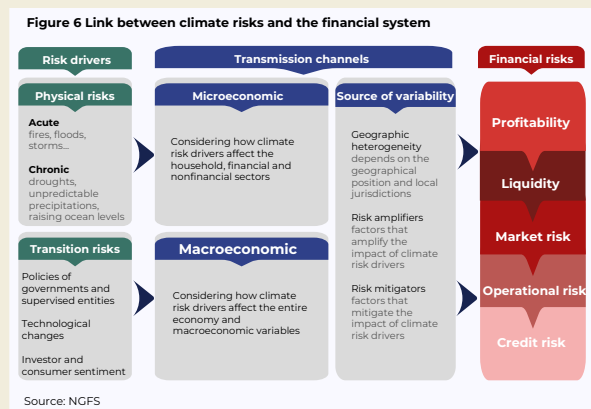 Figure 6 Link between climate risks and the financial system
Risk drivers
Transmission channels
Financial risks
Physical risks
Acute
fires, floods,
storms...
Chronic
droughts,
unpredictable
precipitations,
raising ocean levels
Microeconomic
Considering how climate
risk drivers affect the
household, financial and
nonfinancial sectors
Source of variability
Geographic
heterogeneity
depends on the
geographical
position and local
jurisdictions
Risk amplifiers
factors that
amplify the
impact of climate
risk drivers
Risk mitigators
factors that
mitigate the
impact of climate
risk drivers
Transition risks
Policies of
governments and
supervised entities
Technological
changes
Investor and
consumer sentiment
Macroeconomic
Considering how climate
risk drivers affect the entire
economy and
macroeconomic variables
Profitability
Liquidity
Market risk
Operational risk
Credit risk
Source: NGFS